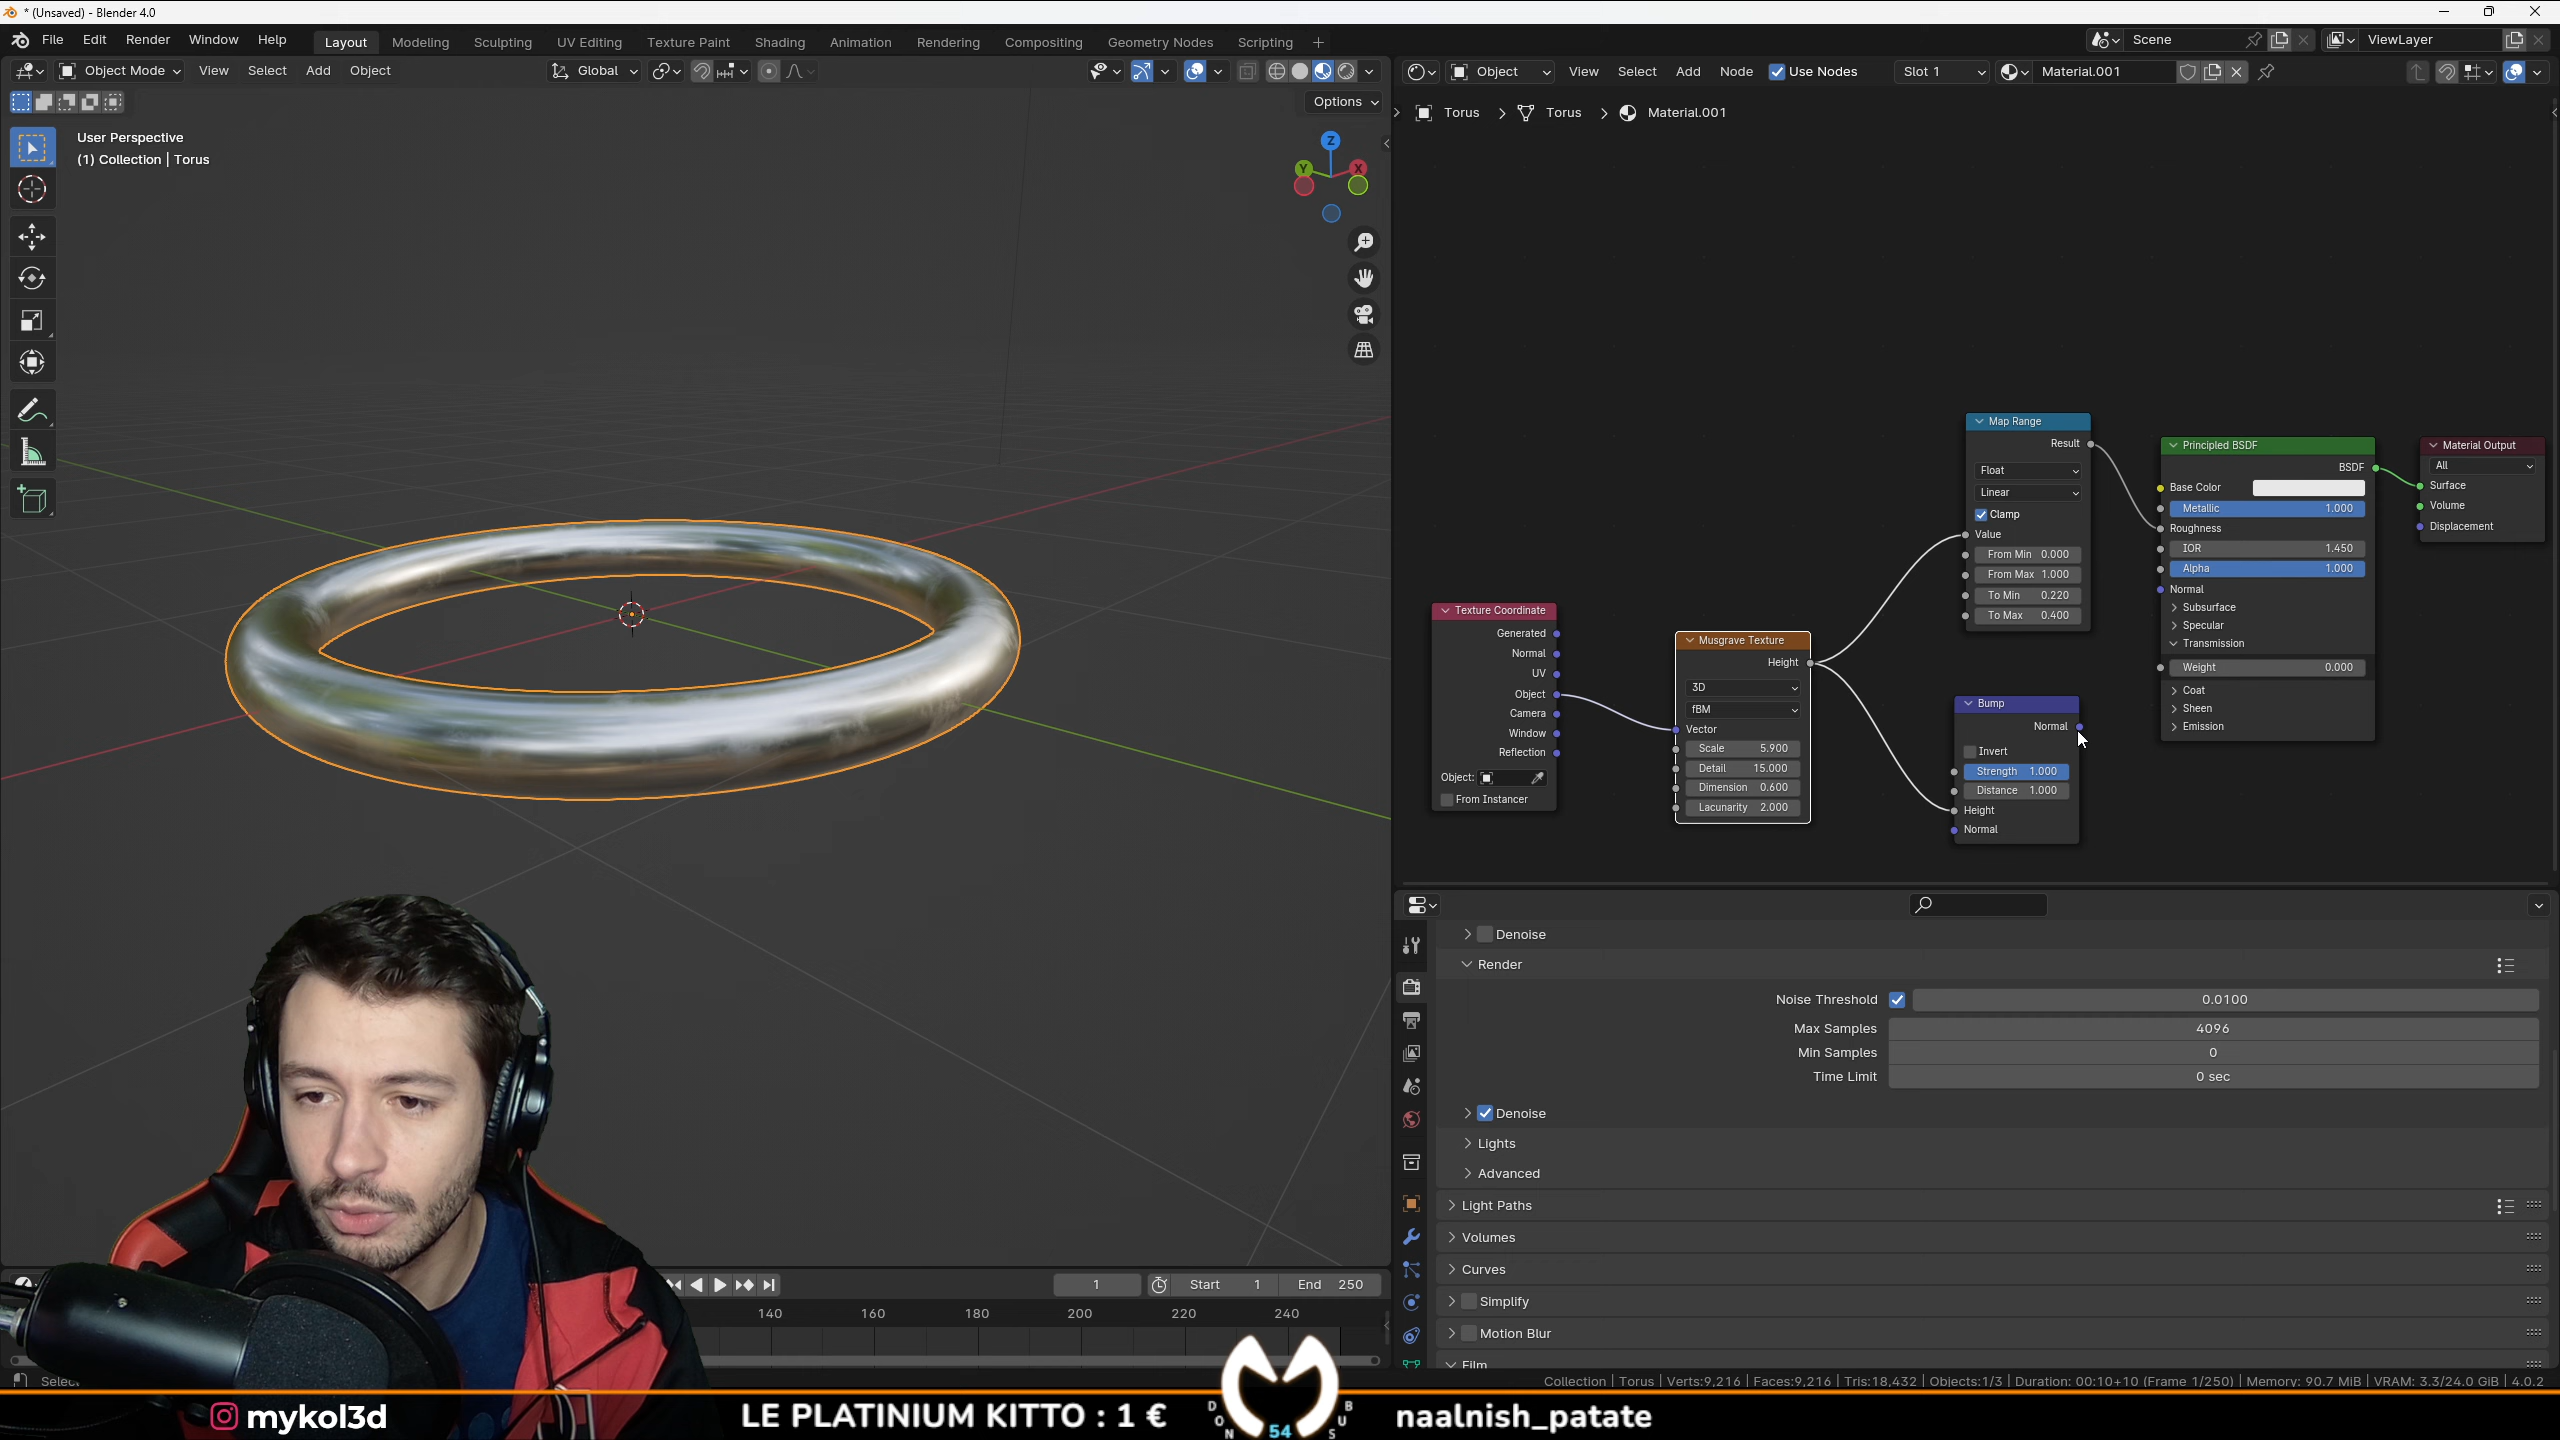 * (Unsaved) - Blender 4.0
File Edit Render Window Help Layout Modeling Sculpting UV Editing Texture Paint Shading Animation Rendering Compositing Geometry Nodes Scripting + Scene ViewLayer
Object Mode View Select Add Object Global
Options
User Perspective
(1) Collection | Torus
Z
Y X
Object View Select Add Node Use Nodes Slot 1 Material.001
Torus > Torus > Material.001
Map Range
Result
Float
Linear
Clamp
Value
From Min 0.000
From Max 1.000
To Min 0.220
To Max 0.400
Principled BSDF
BSDF
Base Color
Metallic 1.000
Roughness
IOR 1.450
Alpha 1.000
Normal
Subsurface
Specular
Transmission
Weight 0.000
Coat
Sheen
Emission
Material Output
All
Surface
Volume
Displacement
Texture Coordinate
Generated
Normal
UV
Object
Camera
Window
Reflection
Object:
From Instancer
Musgrave Texture
Height
3D
fBM
Vector
Scale 5.900
Detail 15.000
Dimension 0.600
Lacunarity 2.000
Bump
Normal
Invert
Strength 1.000
Distance 1.000
Height
Normal
Denoise
Render
Noise Threshold 0.0100
Max Samples 4096
Min Samples 0
Time Limit 0 sec
Denoise
Lights
Advanced
Light Paths
Volumes
Curves
Simplify
Motion Blur
Film
1 Start 1 End 250
140 160 180 200 220 240
Select
Collection | Torus | Verts:9,216 | Faces:9,216 | Tris:18,432 | Objects:1/3 | Duration: 00:10+10 (Frame 1/250) | Memory: 90.7 MiB | VRAM: 3.3/24.0 GiB | 4.0.2
mykol3d LE PLATINIUM KITTO : 1 € DON 54 BUS naalnish_patate